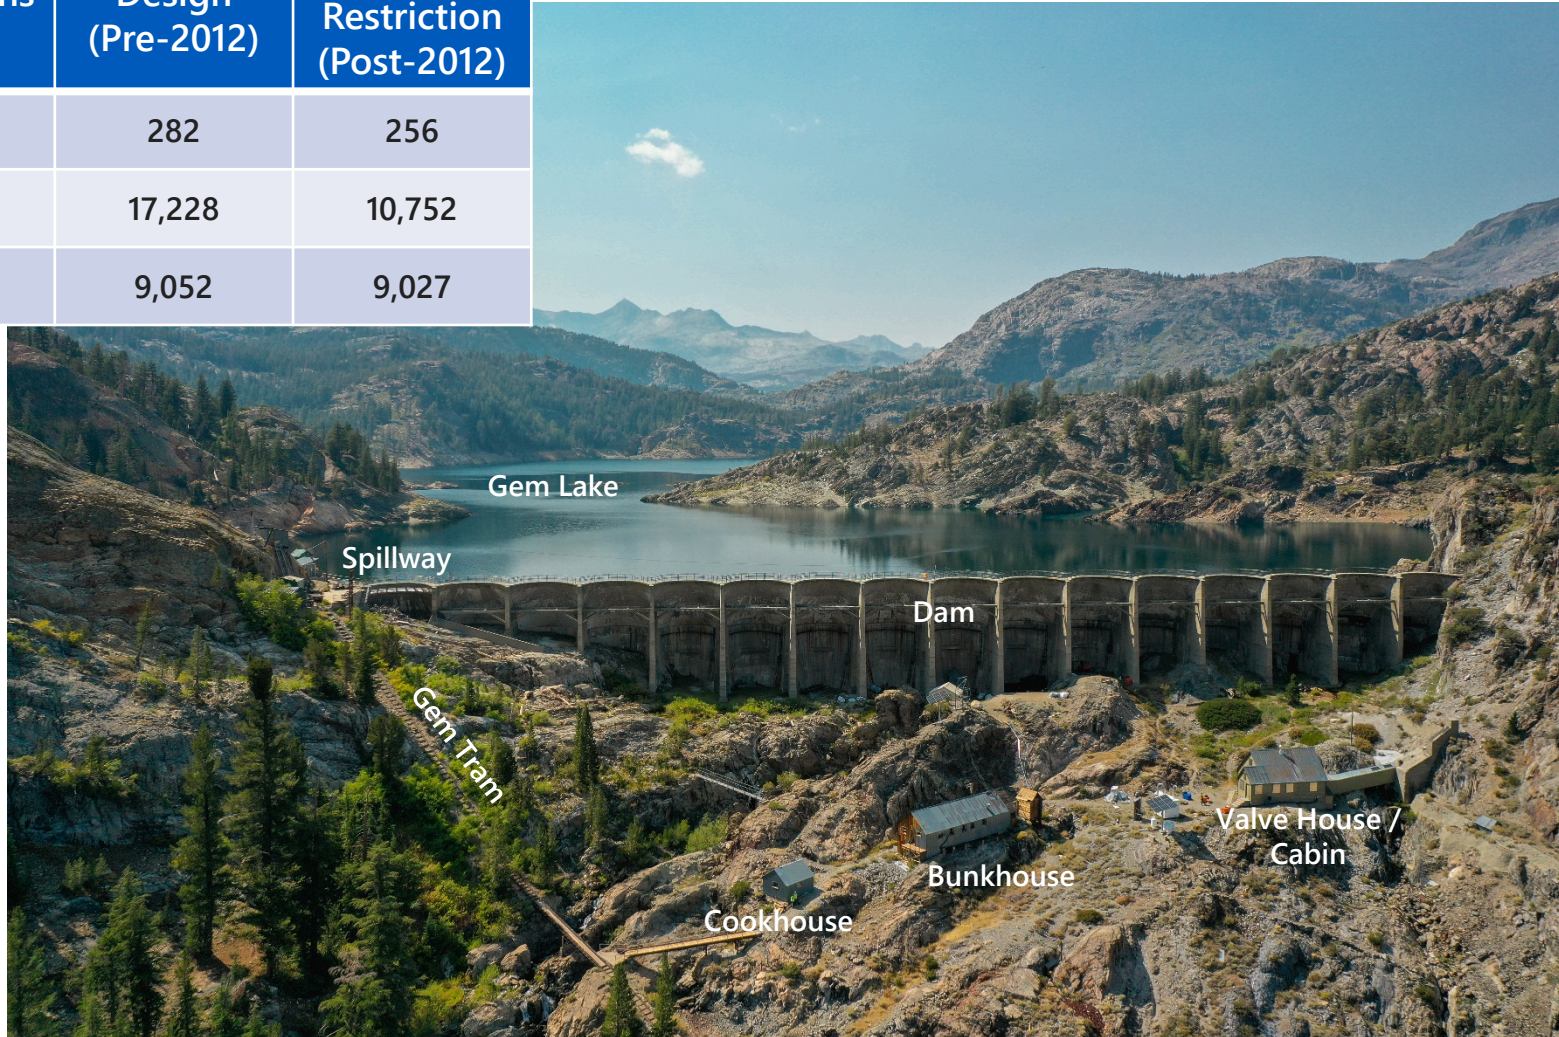 Design
(Pre-2012)
Restriction
(Post-2012)
282 256
17,228 10,752
9,052 9,027
Gem Lake
Spillway
Dam
Gem Tram
Valve House /
Cabin
Bunkhouse
Cookhouse